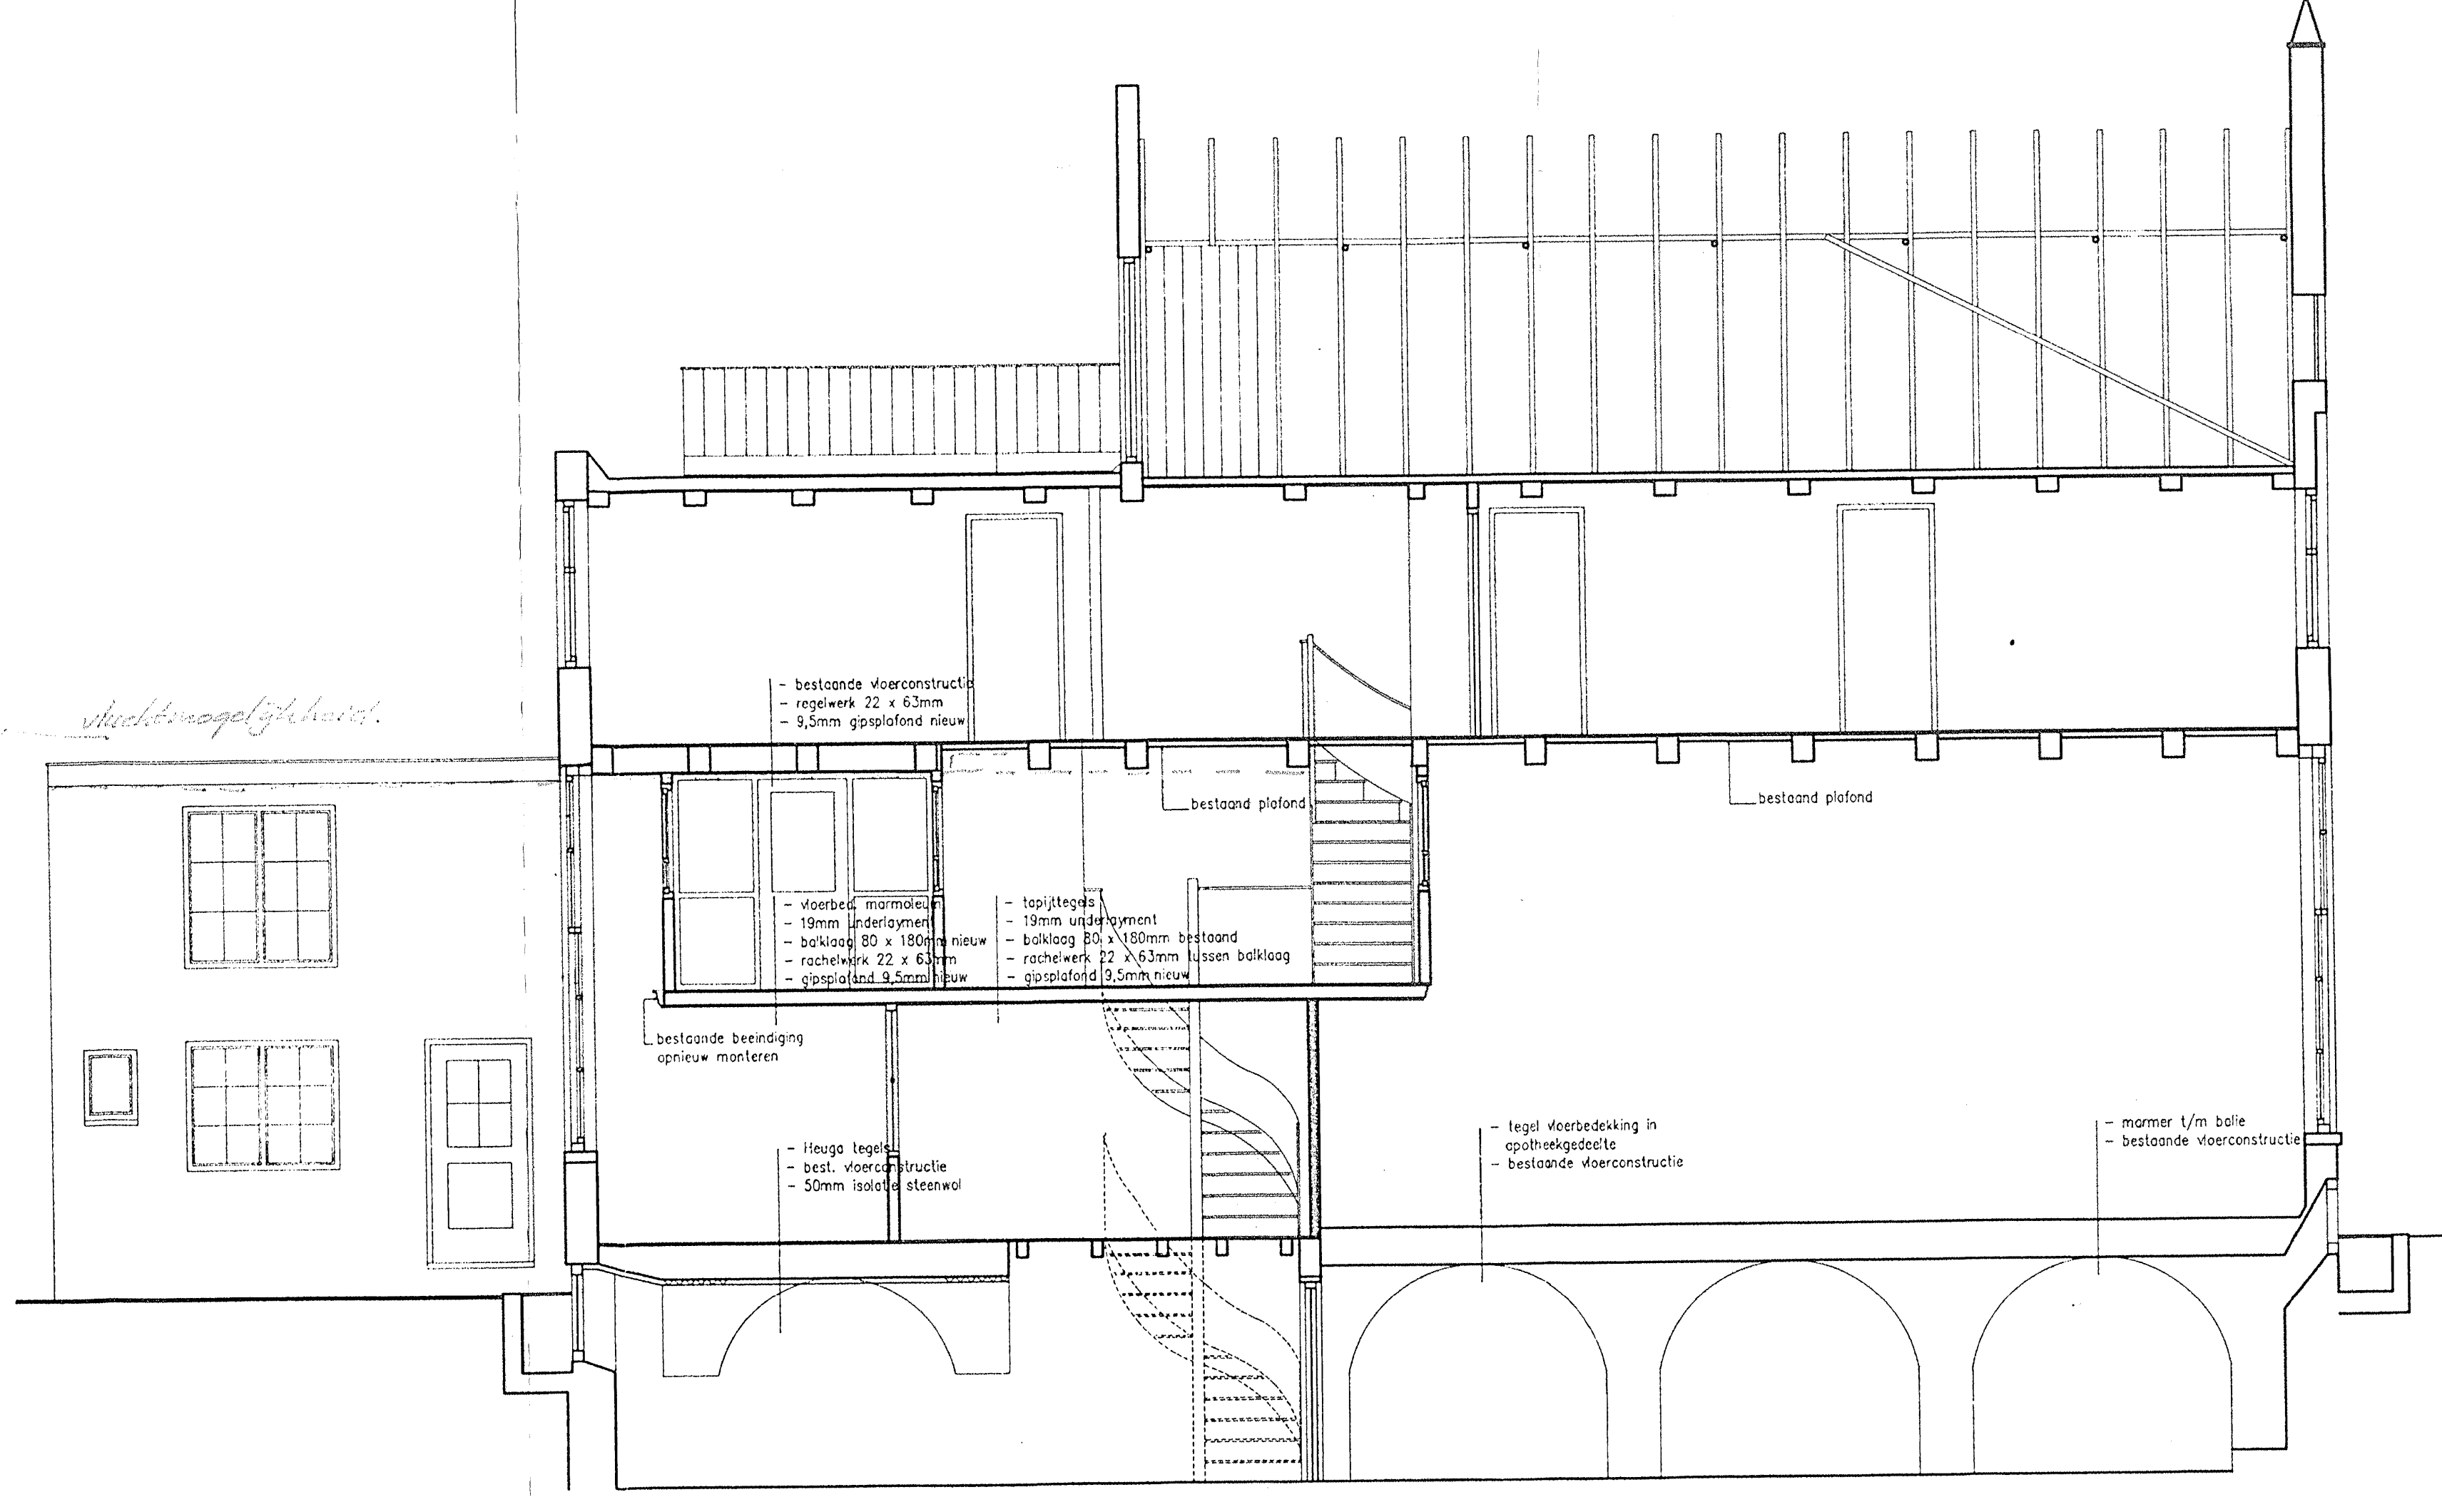 - bestaande vloerconstructie
- regelwerk 22 x 63mm
- 9,5mm gipsplafond nieuw
vluchtmogelijkheid.
bestaand plafond
bestaand plafond
- vloerbed. marmoleum
- 19mm underlayment
- balklaag 80 x 180mm nieuw
- rachelwerk 22 x 63mm
- gipsplafond 9,5mm nieuw
- tapijttegels
- 19mm underlayment
- balklaag 80 x 180mm bestaand
- rachelwerk 22 x 63mm tussen balklaag
- gipsplafond 9,5mm nieuw
bestaande beeindiging
opnieuw monteren
- Heuga tegels
- best. vloerconstructie
- 50mm isolatie steenwol
- tegel vloerbedekking in
apotheekgedeelte
- bestaande vloerconstructie
- marmer t/m balie
- bestaande vloerconstructie